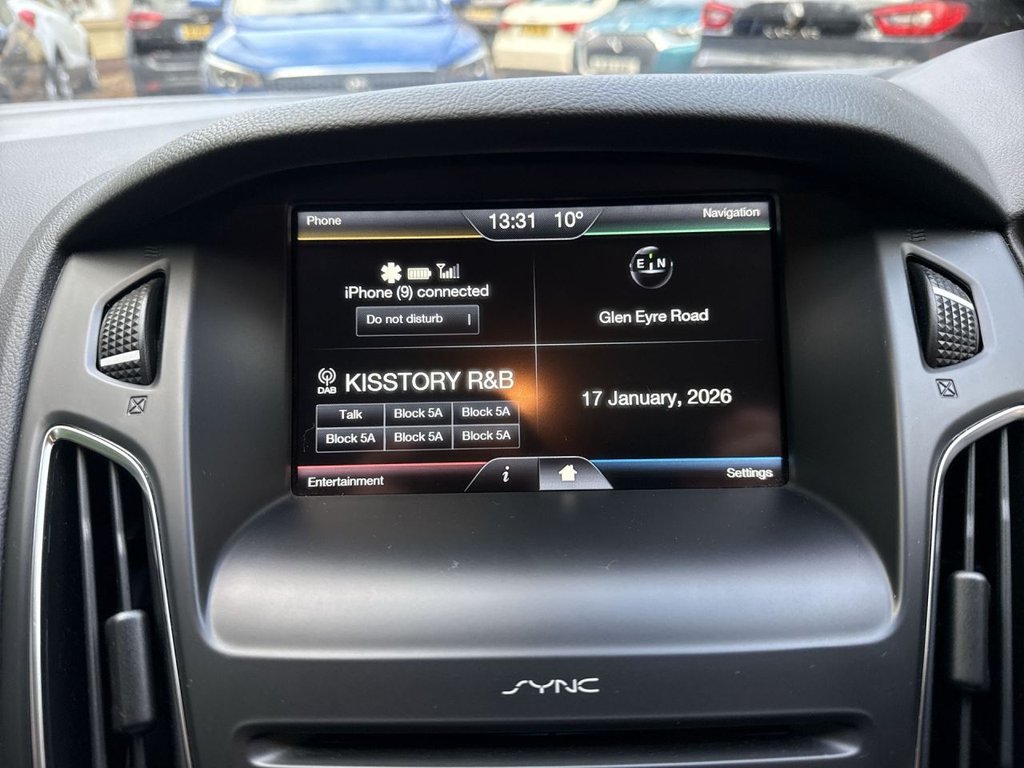 Phone
13:31 10°
Navigation
iPhone (9) connected
Do not disturb
E N
Glen Eyre Road
DAB
KISSTORY R&B
Talk Block 5A Block 5A
Block 5A Block 5A Block 5A
17 January, 2026
Entertainment
i
Settings
SYNC